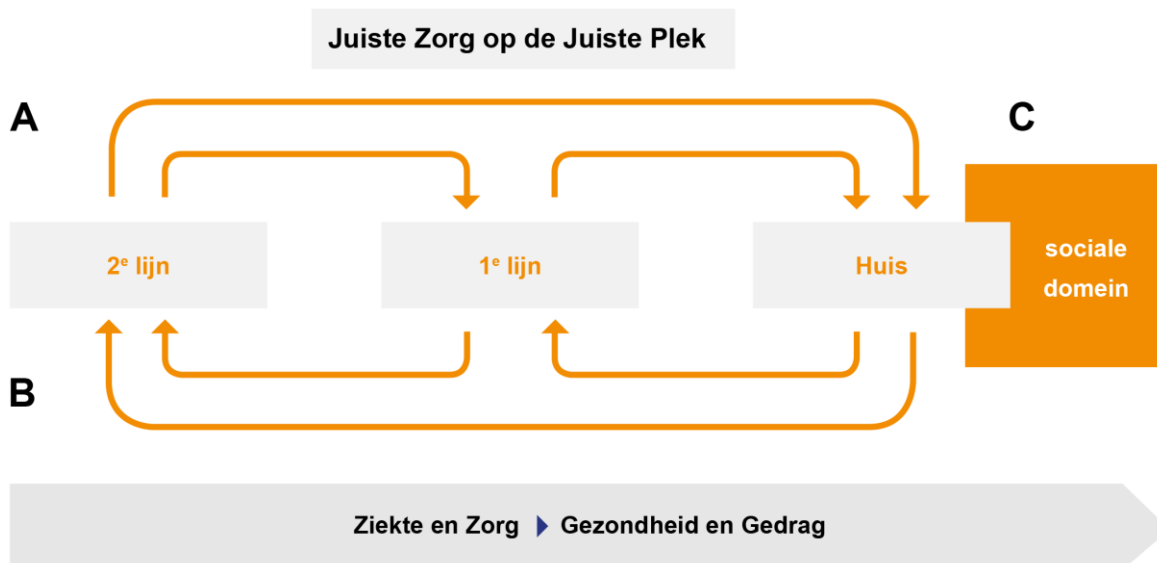 Juiste Zorg op de Juiste Plek
A
C
2e lijn
1e lijn
Huis
sociale
domein
B
Ziekte en Zorg Gezondheid en Gedrag